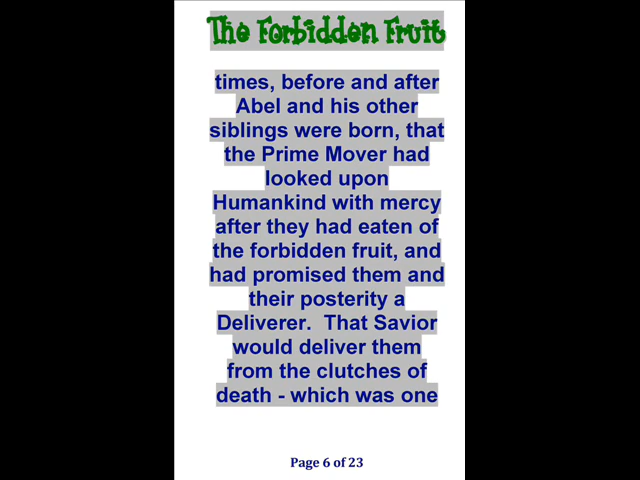 The Forbidden Fruit
times, before and after
Abel and his other
siblings were born, that
the Prime Mover had
looked upon
Humankind with mercy
after they had eaten of
the forbidden fruit, and
had promised them and
their posterity a
Deliverer.  That Savior
would deliver them
from the clutches of
death - which was one
Page 6 of 23